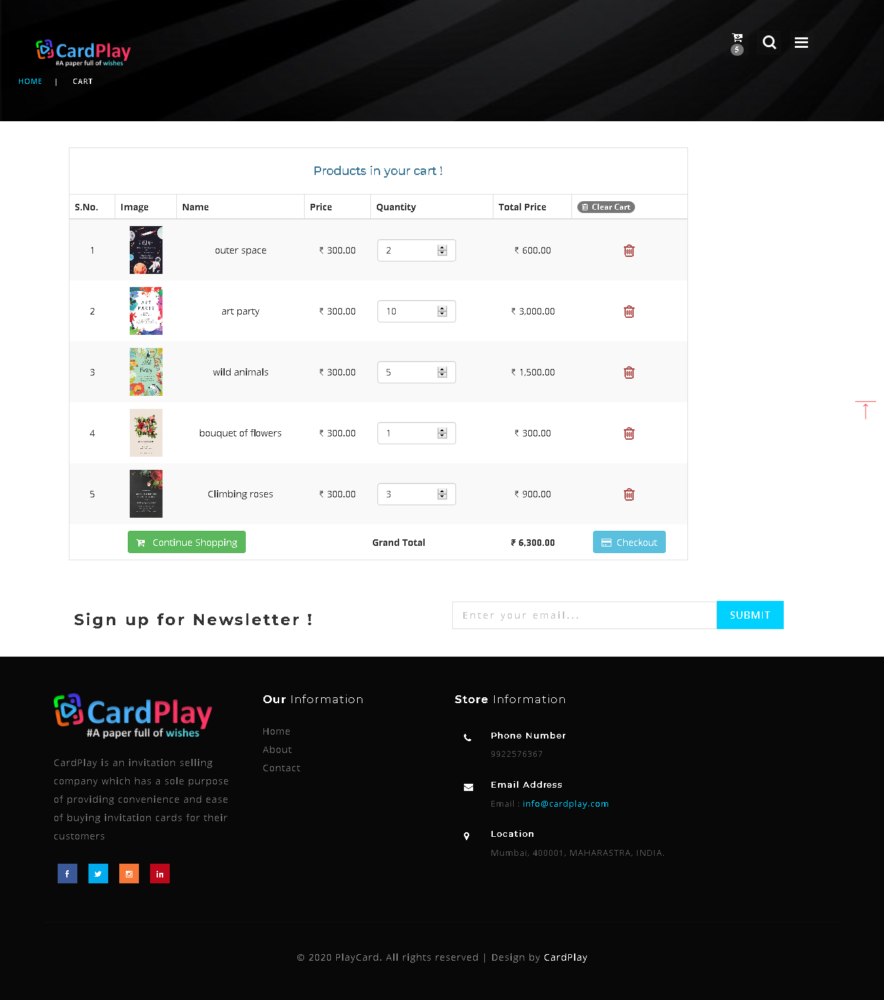 CardPlay
#A paper full of wishes
5
HOME | CART
Products in your cart !
S.No. Image Name Price Quantity Total Price Clear Cart
1 outer space ₹ 300.00 2 ₹ 600.00
ART
PARTY
2 art party ₹ 300.00 10 ₹ 3,000.00
Party
3 wild animals ₹ 300.00 5 ₹ 1,500.00
SAVE
THE
DATE
4 bouquet of flowers ₹ 300.00 1 ₹ 300.00
5 Climbing roses ₹ 300.00 3 ₹ 900.00
Continue Shopping Grand Total ₹ 6,300.00 Checkout
Sign up for Newsletter !
Enter your email...
SUBMIT
CardPlay
#A paper full of wishes
CardPlay is an invitation selling
company which has a sole purpose
of providing convenience and ease
of buying invitation cards for their
customers
f
in
Our Information
Home
About
Contact
Store Information
Phone Number
9922576367
Email Address
Email : info@cardplay.com
Location
Mumbai, 400001, MAHARASTRA, INDIA.
© 2020 PlayCard. All rights reserved | Design by CardPlay